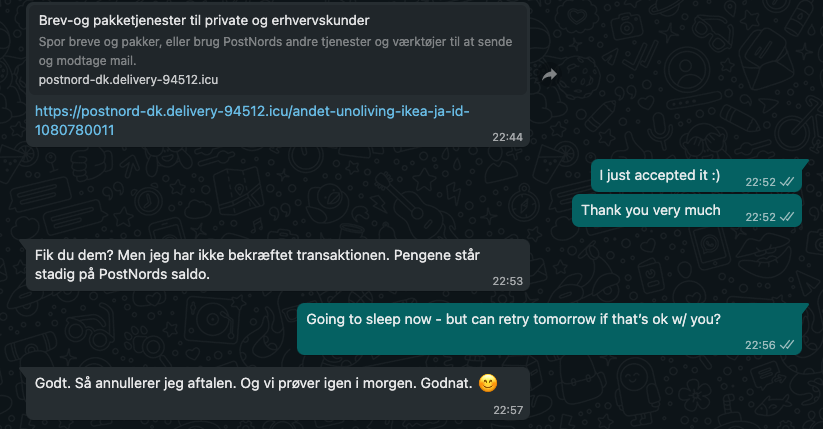 Brev-og pakketjenester til private og erhvervskunder
Spor breve og pakker, eller brug PostNords andre tjenester og værktøjer til at sende
og modtage mail.
postnord-dk.delivery-94512.icu
https://postnord-dk.delivery-94512.icu/andet-unoliving-ikea-ja-id-
1080780011
22:44
I just accepted it :)
22:52
Thank you very much
22:52
Fik du dem? Men jeg har ikke bekræftet transaktionen. Pengene står
stadig på PostNords saldo.
22:53
Going to sleep now - but can retry tomorrow if that's ok w/ you?
22:56
Godt. Så annullerer jeg aftalen. Og vi prøver igen i morgen. Godnat. 😊
22:57